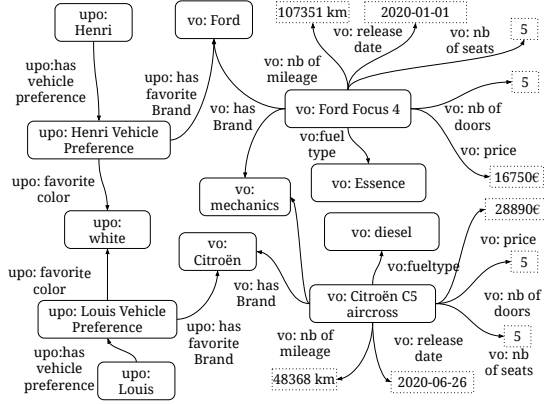 upo:
Henri
vo: Ford
107351 km
2020-01-01
vo: release
date
vo: nb
of seats
5
upo:has
vehicle
preference
upo: has
favorite
Brand
vo: nb of
mileage
5
vo: nb of
doors
vo: has
Brand
vo: Ford Focus 4
upo: Henri Vehicle
Preference
vo:fuel
type
vo: price
16750€
upo: favorite
color
vo:
mechanics
vo: Essence
28890€
upo:
white
vo: diesel
vo: price
vo:
Citroën
vo:fueltype
5
upo: favorite
color
vo: has
Brand
vo: Citroën C5
aircross
vo: nb of
doors
upo: Louis Vehicle
Preference
upo: has
favorite
Brand
vo: nb of
mileage
vo: release
date
5
vo: nb
of seats
upo:has
vehicle
preference
upo:
Louis
48368 km
2020-06-26